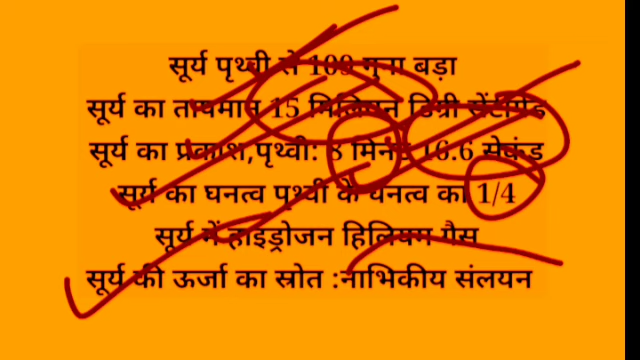 सूर्य पृथ्वी से 109 गुना बड़ा
सूर्य का तापमान 15 मिलियन डिग्री सेंटीग्रेड
सूर्य का प्रकाश,पृथ्वी: 8 मिनट 16.6 सेकंड
सूर्य का घनत्व पृथ्वी के घनत्व का 1/4
सूर्य में हाइड्रोजन हिलियम गैस
सूर्य की ऊर्जा का स्रोत :नाभिकीय संलयन